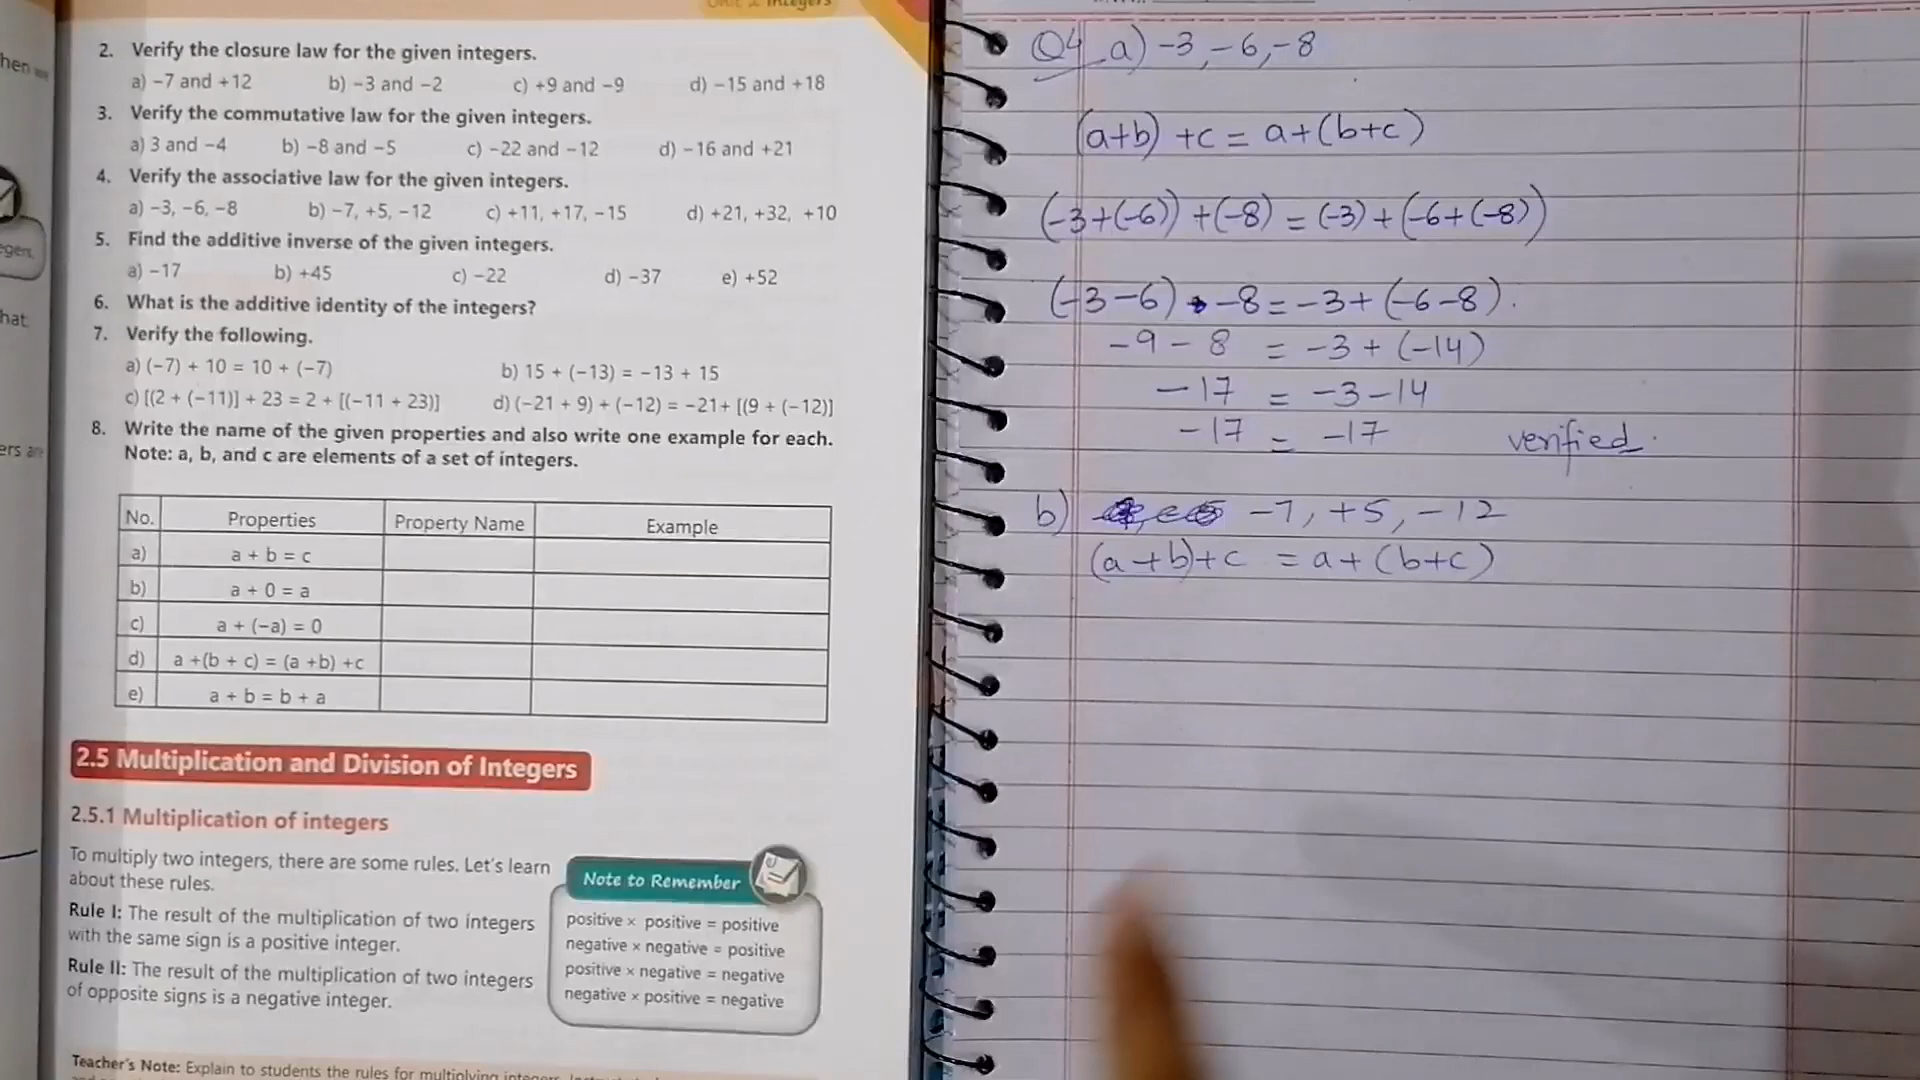 Integers
2. Verify the closure law for the given integers.
a) −7 and +12 b) −3 and −2 c) +9 and −9 d) −15 and +18
3. Verify the commutative law for the given integers.
a) 3 and −4 b) −8 and −5 c) −22 and −12 d) −16 and +21
4. Verify the associative law for the given integers.
a) −3, −6, −8 b) −7, +5, −12 c) +11, +17, −15 d) +21, +32, +10
5. Find the additive inverse of the given integers.
a) −17 b) +45 c) −22 d) −37 e) +52
6. What is the additive identity of the integers?
7. Verify the following.
a) (−7) + 10 = 10 + (−7) b) 15 + (−13) = −13 + 15
c) [(2 + (−11)] + 23 = 2 + [(−11 + 23)] d) (−21 + 9) + (−12) = −21+ [(9 + (−12)]
8. Write the name of the given properties and also write one example for each.
Note: a, b, and c are elements of a set of integers.
No. Properties Property Name Example
a) a + b = c
b) a + 0 = a
c) a + (−a) = 0
d) a +(b + c) = (a +b) +c
e) a + b = b + a
2.5 Multiplication and Division of Integers
2.5.1 Multiplication of integers
To multiply two integers, there are some rules. Let's learn
about these rules.
Rule I: The result of the multiplication of two integers
with the same sign is a positive integer.
Rule II: The result of the multiplication of two integers
of opposite signs is a negative integer.
Note to Remember
positive × positive = positive
negative × negative = positive
positive × negative = negative
negative × positive = negative
Teacher's Note: Explain to students the rules for multiplying
Q4 a) -3, -6, -8
(a+b) +c = a+(b+c)
(-3+(-6)) +(-8) = (-3)+(-6+(-8))
(-3-6) -8 = -3+(-6-8).
-9 - 8 = -3 + (-14)
-17 = -3-14
-17 = -17 verified.
b) -7, +5, -12
(a+b)+c = a+(b+c)